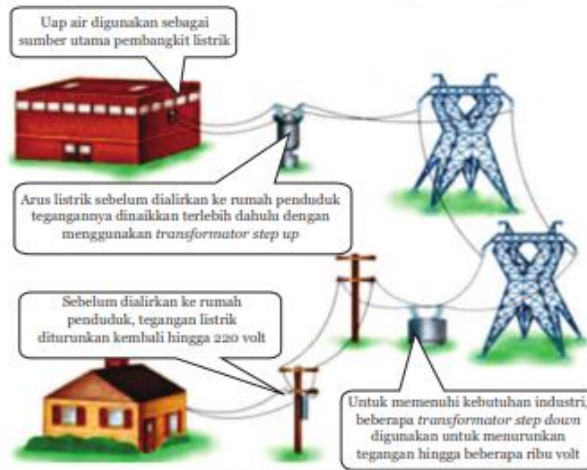 Uap air digunakan sebagai
sumber utama pembangkit listrik
Arus listrik sebelum dialirkan ke rumah penduduk
tegangannya dinaikkan terlebih dahulu dengan
menggunakan transformator step up
Sebelum dialirkan ke rumah
penduduk, tegangan listrik
diturunkan kembali hingga 220 volt
Untuk memenuhi kebutuhan industri,
beberapa transformator step down
digunakan untuk menurunkan
tegangan hingga beberapa ribu volt